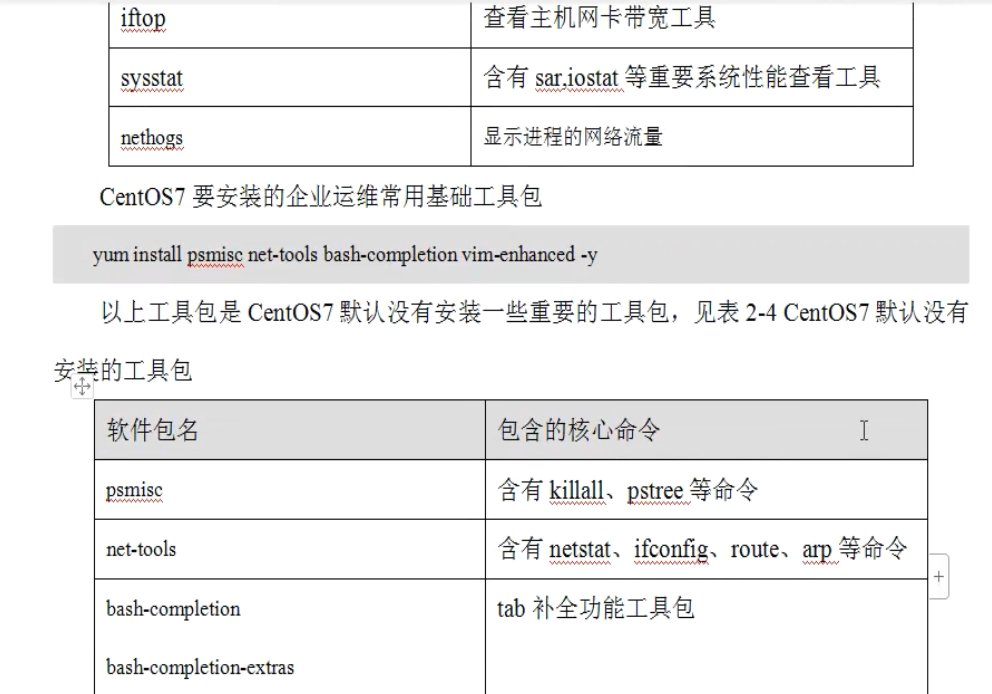 iftop 查看主机网卡带宽工具
sysstat 含有 sar,iostat 等重要系统性能查看工具
nethogs 显示进程的网络流量
CentOS7 要安装的企业运维常用基础工具包
yum install psmisc net-tools bash-completion vim-enhanced -y
以上工具包是 CentOS7 默认没有安装一些重要的工具包，见表 2-4 CentOS7 默认没有
安装的工具包
软件包名 包含的核心命令
psmisc 含有 killall、pstree 等命令
net-tools 含有 netstat、ifconfig、route、arp 等命令
bash-completion tab 补全功能工具包
bash-completion-extras